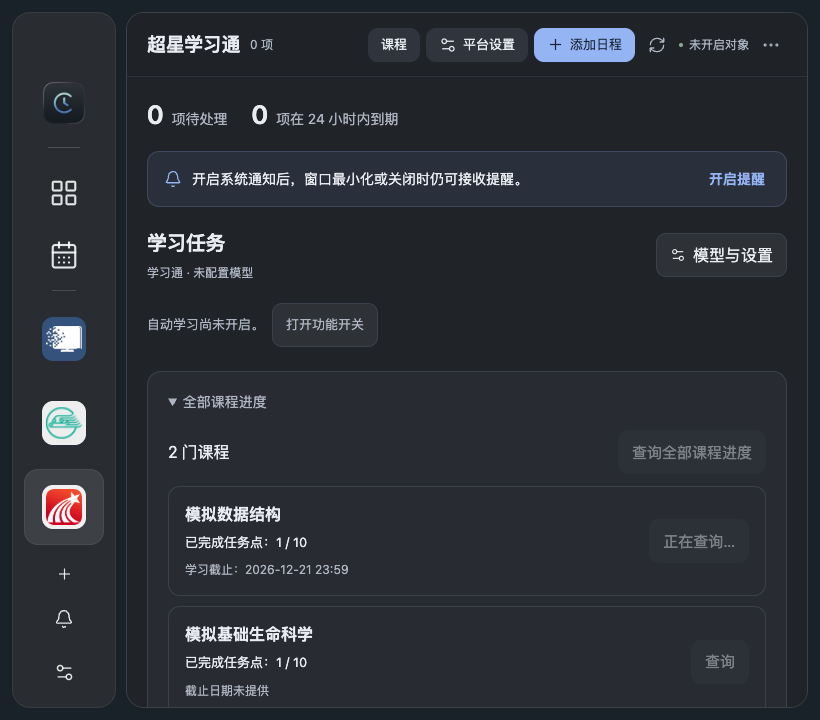 超星学习通 0 项 课程 平台设置 添加日程 未开启对象
0 项待处理 0 项在 24 小时内到期
开启系统通知后，窗口最小化或关闭时仍可接收提醒。 开启提醒
学习任务
学习通 · 未配置模型
模型与设置
自动学习尚未开启。 打开功能开关
全部课程进度
2 门课程 查询全部课程进度
模拟数据结构
已完成任务点：1 / 10
学习截止：2026-12-21 23:59
正在查询...
模拟基础生命科学
已完成任务点：1 / 10
截止日期未提供
查询